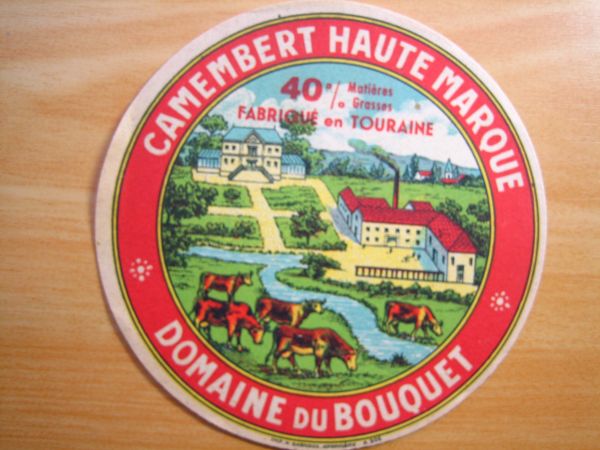 CAMEMBERT HAUTE MARQUE
40% Matières
Grasses
FABRIQUÉ en TOURAINE
DOMAINE DU BOUQUET